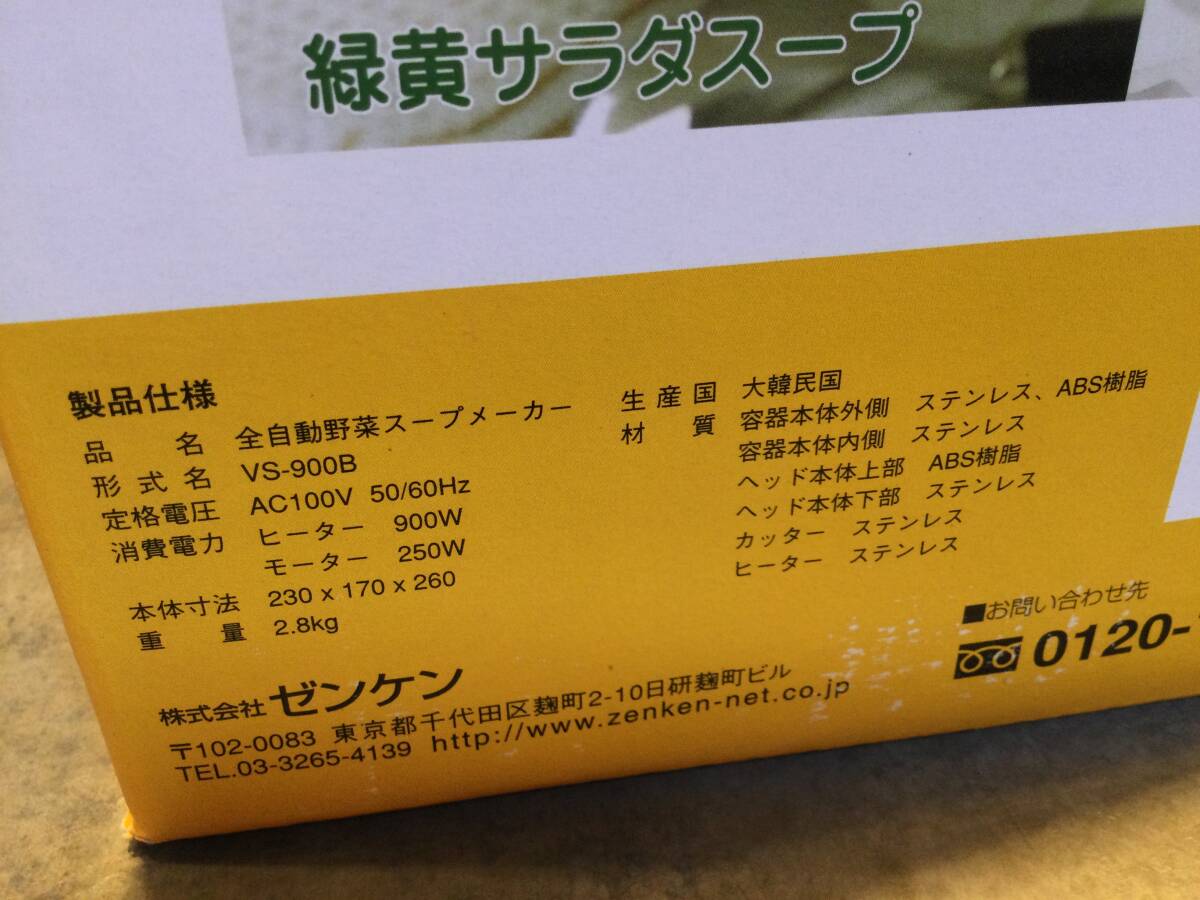 緑黄サラダスープ
製品仕様
品 名 全自動野菜スープメーカー
形式名 VS-900B
定格電圧 AC100V 50/60Hz
消費電力 ヒーター 900W
モーター 250W
本体寸法 230 x 170 x 260
重 量 2.8kg
生産国 大韓民国
材 質 容器本体外側 ステンレス、ABS樹脂
容器本体内側 ステンレス
ヘッド本体上部 ABS樹脂
ヘッド本体下部 ステンレス
カッター ステンレス
ヒーター ステンレス
株式会社 ゼンケン
〒102-0083 東京都千代田区麹町2-10日研麹町ビル
TEL.03-3265-4139 http://www.zenken-net.co.jp
■お問い合わせ先
0120-